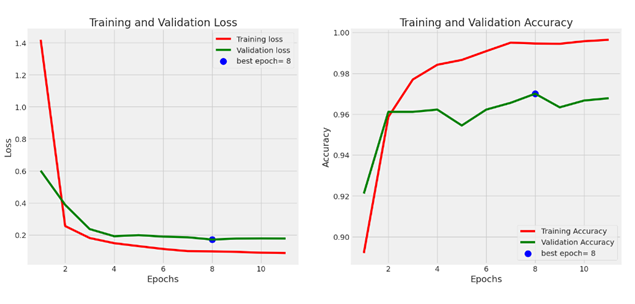 Training and Validation Loss
1.4
1.2
1.0
0.8
0.6
0.4
0.2
Loss
2
4
6
8
10
Epochs
Training loss
Validation loss
best epoch= 8
Training and Validation Accuracy
1.00
0.98
0.96
0.94
0.92
0.90
Accuracy
2
4
6
8
10
Epochs
Training Accuracy
Validation Accuracy
best epoch= 8